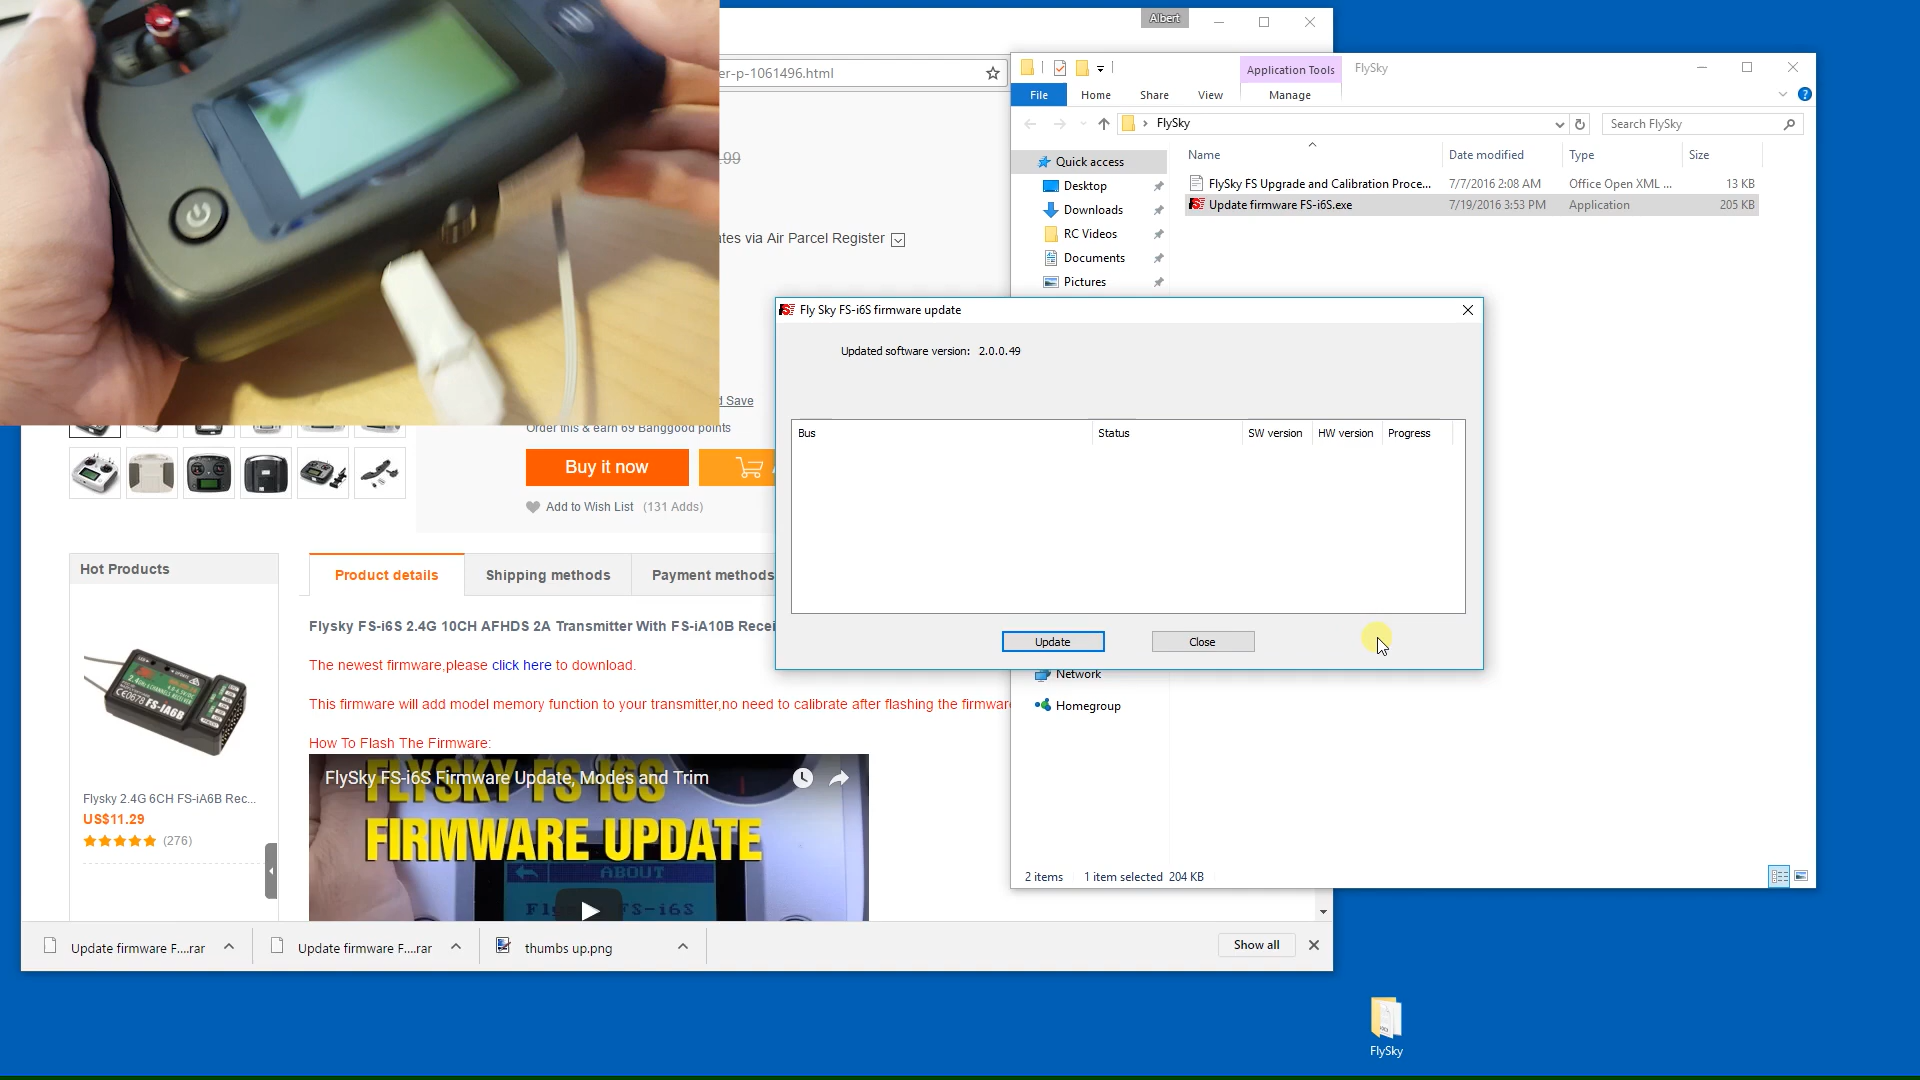 Albert
er-p-1061496.html
.99
ates via Air Parcel Register
d Save
Order this & earn 69 Banggood points
Buy it now
Add to Wish List (131 Adds)
Hot Products
Product details
Shipping methods
Payment methods
Flysky FS-i6S 2.4G 10CH AFHDS 2A Transmitter With FS-iA10B Recei
The newest firmware,please click here to download.
This firmware will add model memory function to your transmitter,no need to calibrate after flashing the firmwar
How To Flash The Firmware:
FlySky FS-i6S Firmware Update, Modes and Trim
FLYSKY FS-I6S
FIRMWARE UPDATE
ABOUT
FS-i6S
FS-iA6B
Flysky 2.4G 6CH FS-iA6B Rec...
US$11.29
(276)
Update firmware F....rar
Update firmware F....rar
thumbs up.png
Show all
Application Tools
FlySky
File
Home
Share
View
Manage
FlySky
Search FlySky
Name
Date modified
Type
Size
FlySky FS Upgrade and Calibration Proce...
7/7/2016 2:08 AM
Office Open XML ...
13 KB
Update firmware FS-i6S.exe
7/19/2016 3:53 PM
Application
205 KB
Quick access
Desktop
Downloads
RC Videos
Documents
Pictures
Network
Homegroup
2 items
1 item selected 204 KB
Fly Sky FS-i6S firmware update
Updated software version: 2.0.0.49
Bus
Status
SW version
HW version
Progress
Update
Close
FlySky